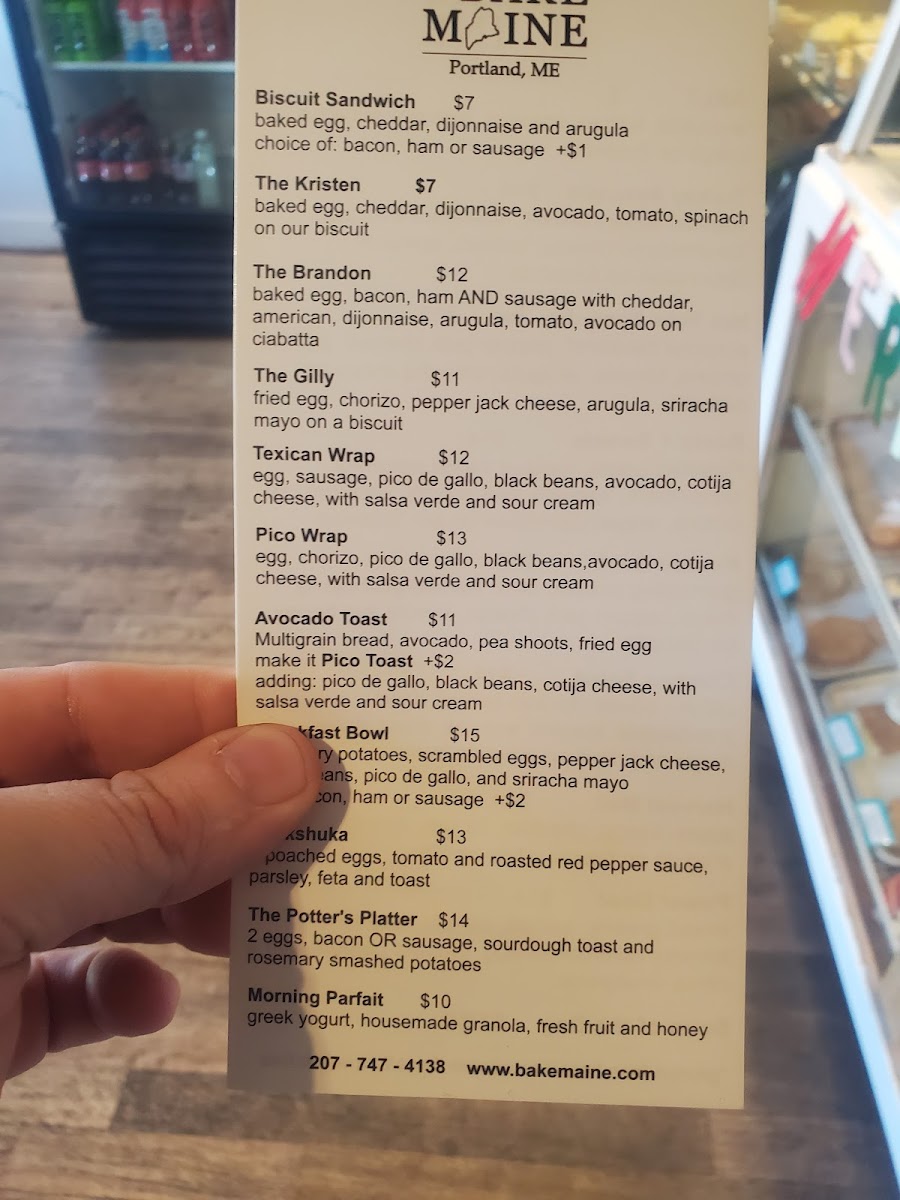 MAINE
Portland, ME
Biscuit Sandwich $7
baked egg, cheddar, dijonnaise and arugula
choice of: bacon, ham or sausage +$1
The Kristen $7
baked egg, cheddar, dijonnaise, avocado, tomato, spinach
on our biscuit
The Brandon $12
baked egg, bacon, ham AND sausage with cheddar,
american, dijonnaise, arugula, tomato, avocado on
ciabatta
The Gilly $11
fried egg, chorizo, pepper jack cheese, arugula, sriracha
mayo on a biscuit
Texican Wrap $12
egg, sausage, pico de gallo, black beans, avocado, cotija
cheese, with salsa verde and sour cream
Pico Wrap $13
egg, chorizo, pico de gallo, black beans,avocado, cotija
cheese, with salsa verde and sour cream
Avocado Toast $11
Multigrain bread, avocado, pea shoots, fried egg
make it Pico Toast +$2
adding: pico de gallo, black beans, cotija cheese, with
salsa verde and sour cream
Bowl $15
potatoes, scrambled eggs, pepper jack cheese,
pico de gallo, and sriracha mayo
ham or sausage +$2
$13
poached eggs, tomato and roasted red pepper sauce,
parsley, feta and toast
The Potter's Platter $14
2 eggs, bacon OR sausage, sourdough toast and
rosemary smashed potatoes
Morning Parfait $10
greek yogurt, housemade granola, fresh fruit and honey
207 - 747 - 4138 www.bakemaine.com